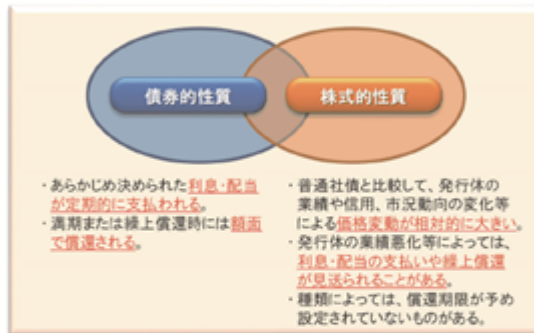 債券的性質
株式的性質
・あらかじめ決められた利息・配当
が定期的に支払われる。
・満期または繰上償還時には額面
で償還される。
・普通社債と比較して、発行体の
業績や信用、市況動向の変化等
による価格変動が相対的に大きい。
・発行体の業績悪化等によっては、
利息・配当の支払いや繰上償還
が見送られることがある。
・種類によっては、償還期限が予め
設定されていないものがある。